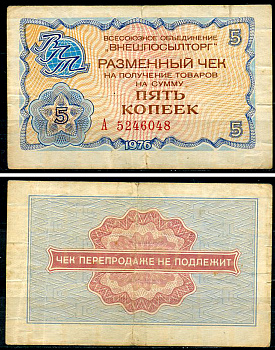 ВСЕСОЮЗНОЕ ОБЪЕДИНЕНИЕ
„ВНЕШПОСЫЛТОРГ"
РАЗМЕННЫЙ ЧЕК
НА ПОЛУЧЕНИЕ ТОВАРОВ
НА СУММУ
ПЯТЬ
КОПЕЕК
А 5246048
1976
ВПТ
5
5
5
ЧЕК ПЕРЕПРОДАЖЕ НЕ ПОДЛЕЖИТ